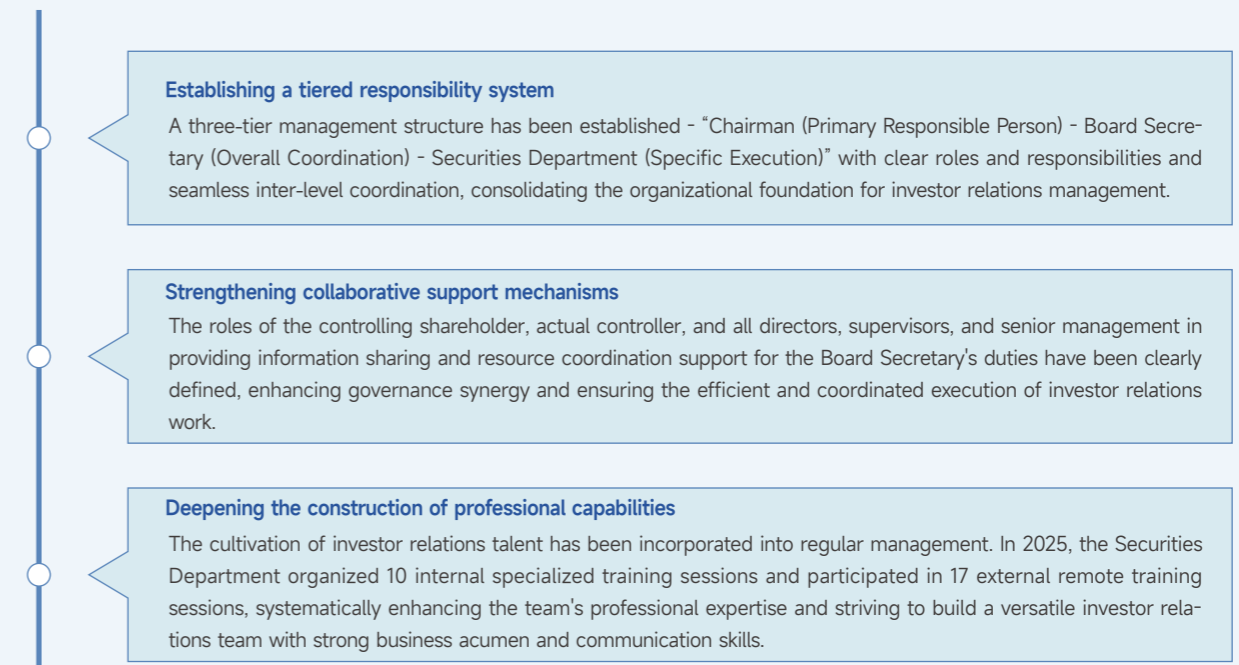 Establishing a tiered responsibility system
A three-tier management structure has been established - “Chairman (Primary Responsible Person) - Board Secre-
tary (Overall Coordination) - Securities Department (Specific Execution)” with clear roles and responsibilities and
seamless inter-level coordination, consolidating the organizational foundation for investor relations management.
Strengthening collaborative support mechanisms
The roles of the controlling shareholder, actual controller, and all directors, supervisors, and senior management in
providing information sharing and resource coordination support for the Board Secretary's duties have been clearly
defined, enhancing governance synergy and ensuring the efficient and coordinated execution of investor relations
work.
Deepening the construction of professional capabilities
The cultivation of investor relations talent has been incorporated into regular management. In 2025, the Securities
Department organized 10 internal specialized training sessions and participated in 17 external remote training
sessions, systematically enhancing the team's professional expertise and striving to build a versatile investor rela-
tions team with strong business acumen and communication skills.